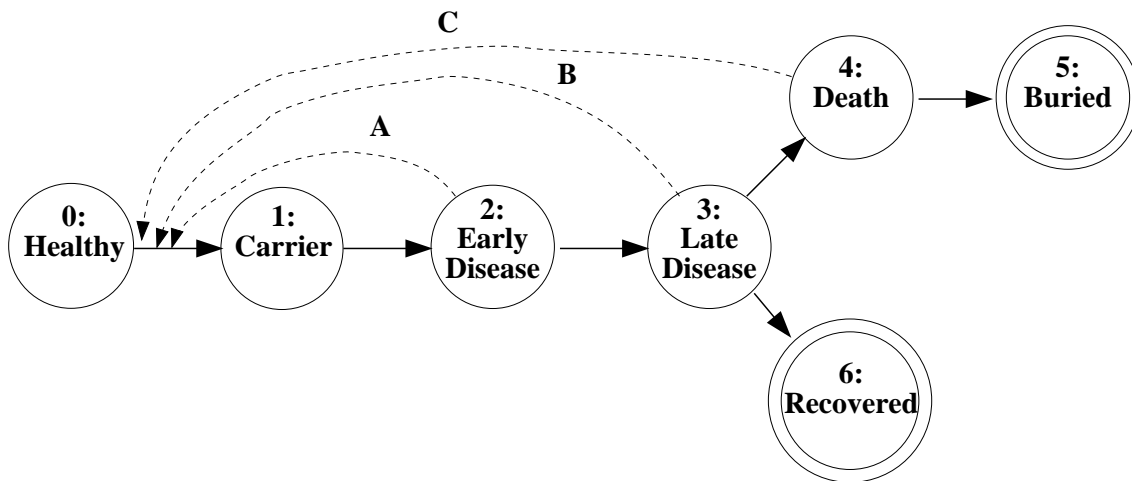 C
B
A
4:
Death
5:
Buried
0:
Healthy
1:
Carrier
2:
Early
Disease
3:
Late
Disease
6:
Recovered